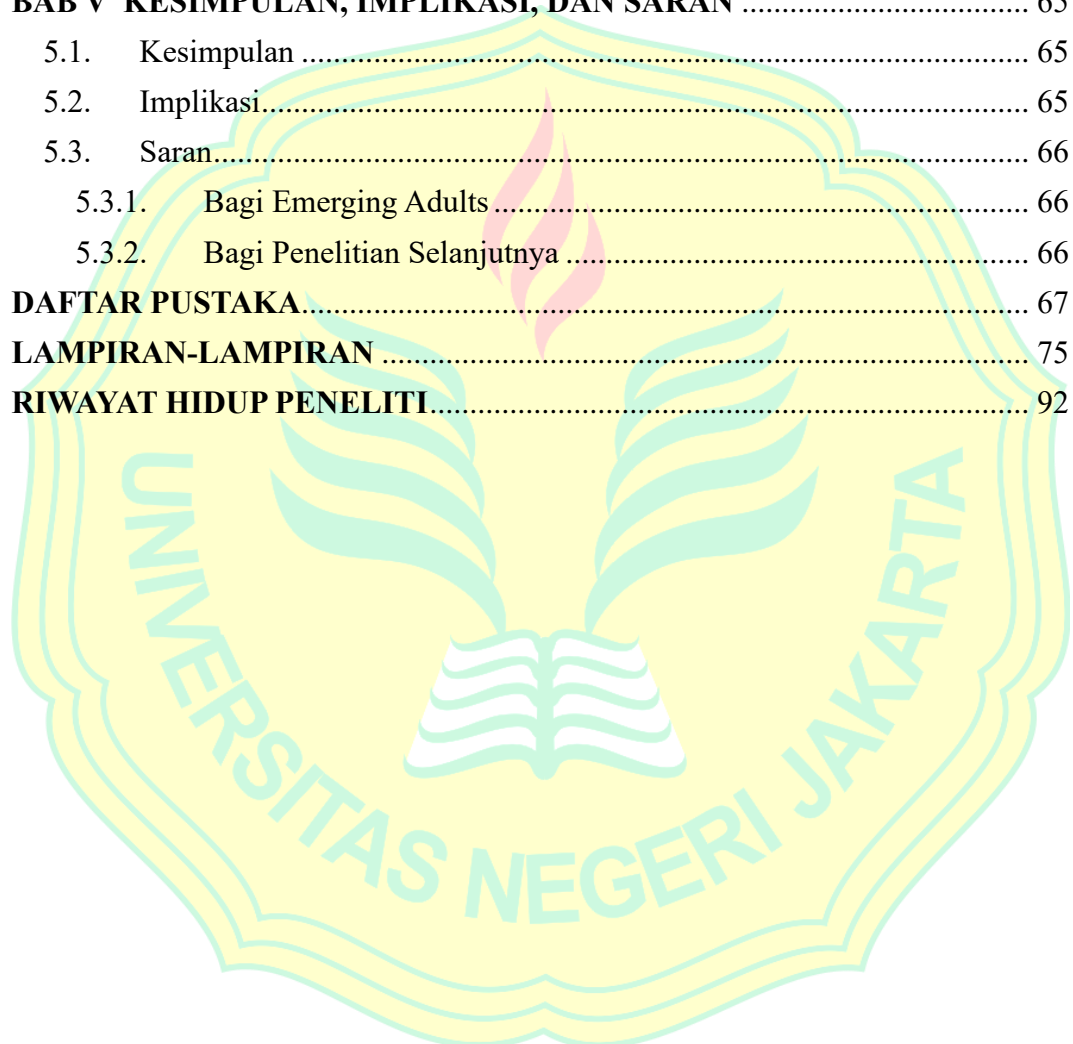 BAB V KESIMPULAN, IMPLIKASI, DAN SARAN ........................................ 65
5.1. Kesimpulan ........................................ 65
5.2. Implikasi ........................................ 65
5.3. Saran ........................................ 66
5.3.1. Bagi Emerging Adults ........................................ 66
5.3.2. Bagi Penelitian Selanjutnya ........................................ 66
DAFTAR PUSTAKA ........................................ 67
LAMPIRAN-LAMPIRAN ........................................ 75
RIWAYAT HIDUP PENELITI ........................................ 92
UNIVERSITAS NEGERI JAKARTA